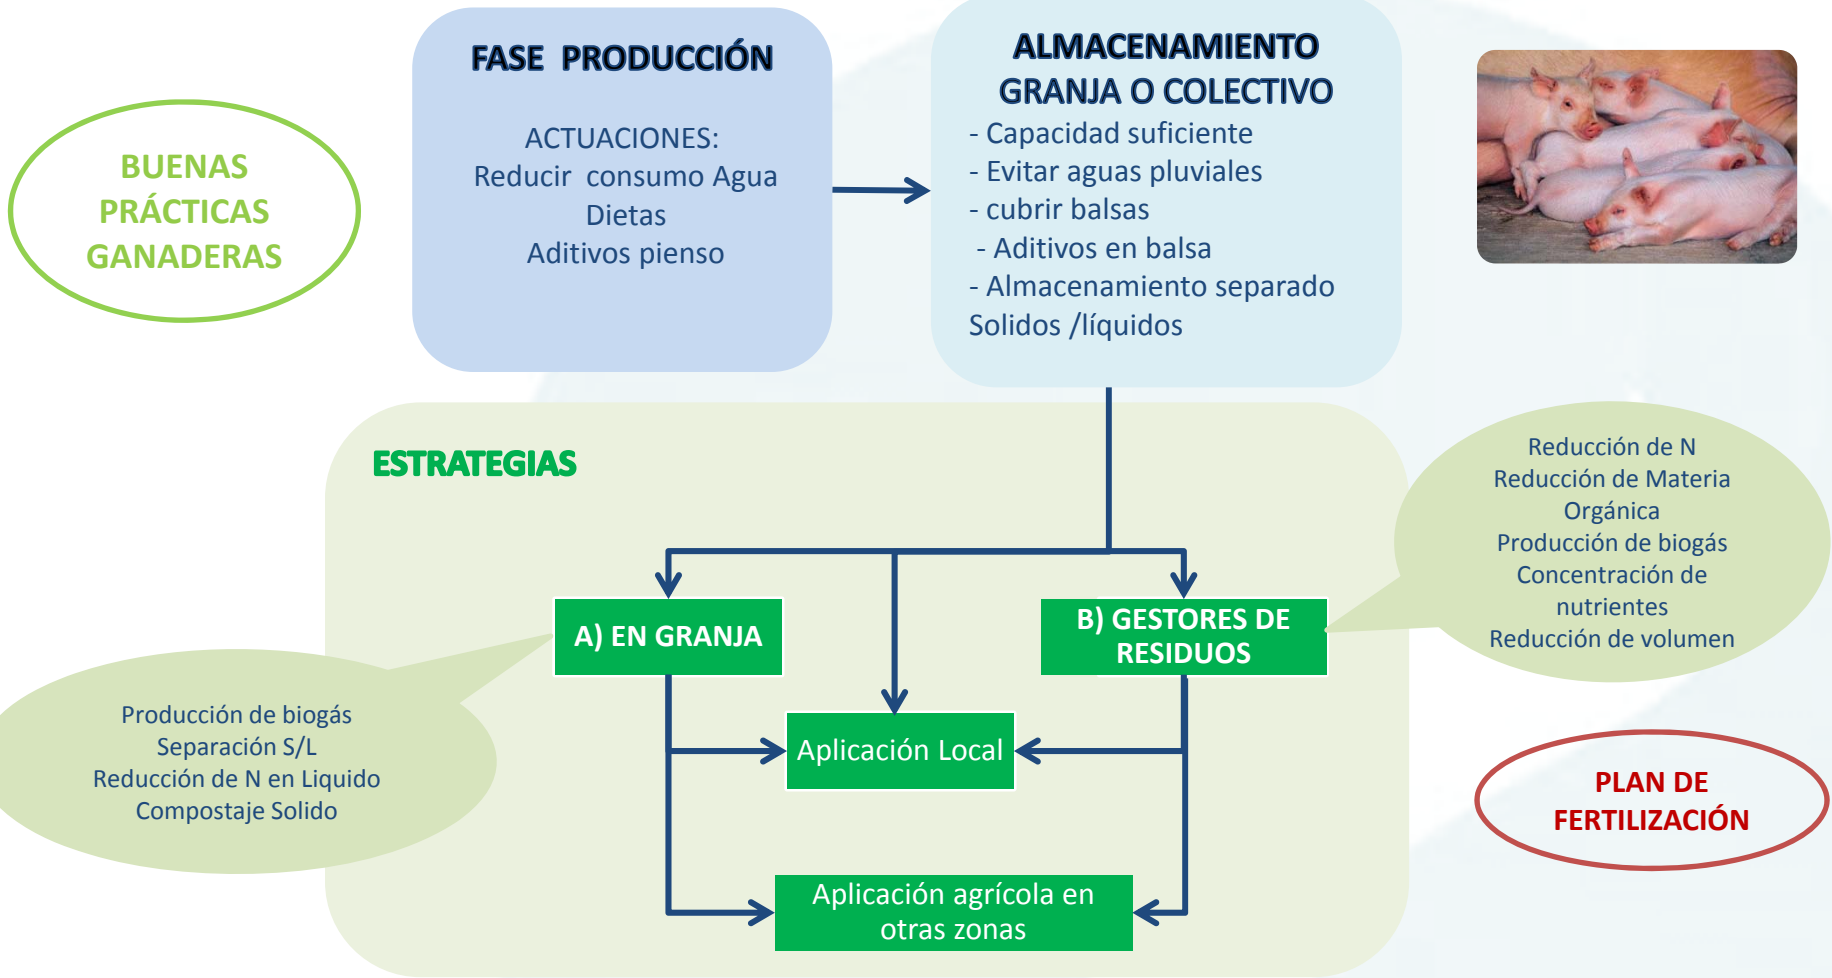 BUENAS
PRÁCTICAS
GANADERAS
FASE PRODUCCIÓN
ACTUACIONES:
Reducir consumo Agua
Dietas
Aditivos pienso
ALMACENAMIENTO
GRANJA O COLECTIVO
- Capacidad suficiente
- Evitar aguas pluviales
- cubrir balsas
- Aditivos en balsa
- Almacenamiento separado
Solidos /líquidos
ESTRATEGIAS
Reducción de N
Reducción de Materia
Orgánica
Producción de biogás
Concentración de
nutrientes
Reducción de volumen
A) EN GRANJA
B) GESTORES DE
RESIDUOS
Producción de biogás
Separación S/L
Reducción de N en Liquido
Compostaje Solido
Aplicación Local
PLAN DE
FERTILIZACIÓN
Aplicación agrícola en
otras zonas